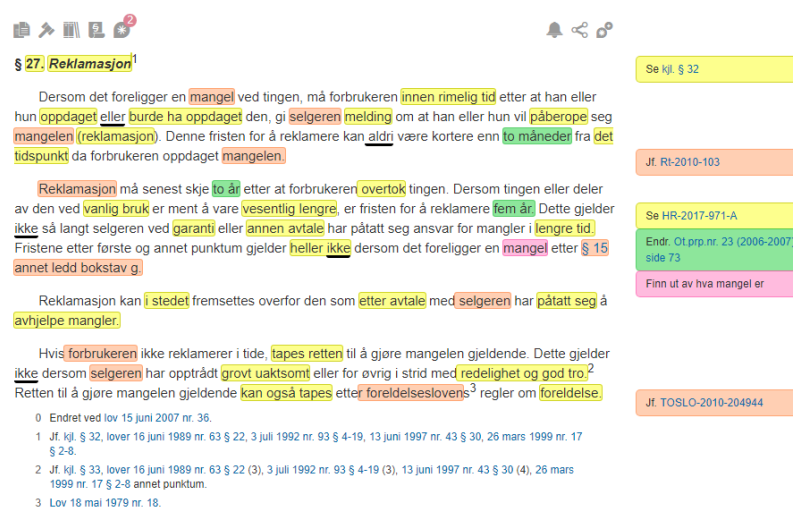 2
§ 27. Reklamasjon1
Dersom det foreligger en mangel ved tingen, må forbrukeren innen rimelig tid etter at han eller
hun oppdaget eller burde ha oppdaget den, gi selgeren melding om at han eller hun vil påberope seg
mangelen (reklamasjon). Denne fristen for å reklamere kan aldri være kortere enn to måneder fra det
tidspunkt da forbrukeren oppdaget mangelen.
Reklamasjon må senest skje to år etter at forbrukeren overtok tingen. Dersom tingen eller deler
av den ved vanlig bruk er ment å vare vesentlig lengre, er fristen for å reklamere fem år. Dette gjelder
ikke så langt selgeren ved garanti eller annen avtale har påtatt seg ansvar for mangler i lengre tid.
Fristene etter første og annet punktum gjelder heller ikke dersom det foreligger en mangel etter § 15
annet ledd bokstav g.
Reklamasjon kan i stedet fremsettes overfor den som etter avtale med selgeren har påtatt seg å
avhjelpe mangler.
Hvis forbrukeren ikke reklamerer i tide, tapes retten til å gjøre mangelen gjeldende. Dette gjelder
ikke dersom selgeren har opptrådt grovt uaktsomt eller for øvrig i strid med redelighet og god tro.2
Retten til å gjøre mangelen gjeldende kan også tapes etter foreldelseslovens3 regler om foreldelse.
0 Endret ved lov 15 juni 2007 nr. 36.
1 Jf. kjl. § 32, lover 16 juni 1989 nr. 63 § 22, 3 juli 1992 nr. 93 § 4-19, 13 juni 1997 nr. 43 § 30, 26 mars 1999 nr. 17
§ 2-8.
2 Jf. kjl. § 33, lover 16 juni 1989 nr. 63 § 22 (3), 3 juli 1992 nr. 93 § 4-19 (3), 13 juni 1997 nr. 43 § 30 (4), 26 mars
1999 nr. 17 § 2-8 annet punktum.
3 Lov 18 mai 1979 nr. 18.
Se kjl. § 32
Jf. Rt-2010-103
Se HR-2017-971-A
Endr. Ot.prp.nr. 23 (2006-2007)
side 73
Finn ut av hva mangel er
Jf. TOSLO-2010-204944